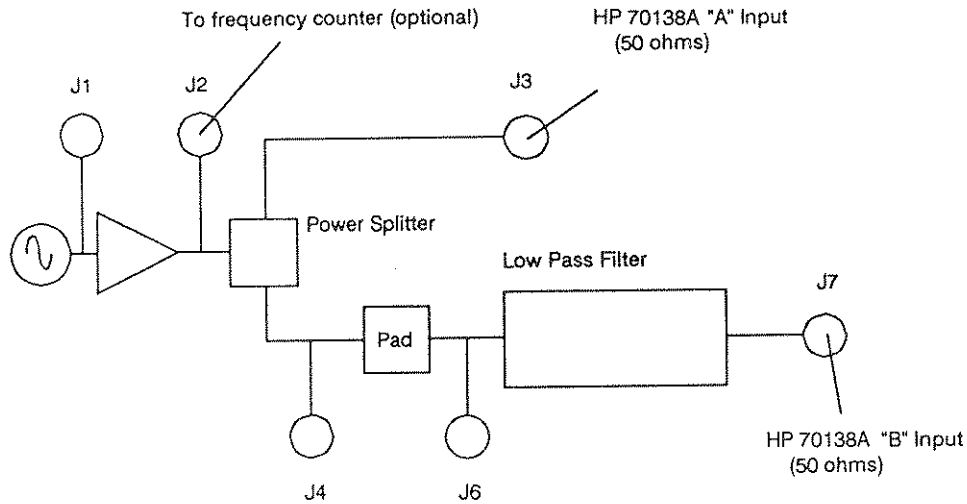 To frequency counter (optional)
HP 70138A "A" Input
(50 ohms)
J1
J2
J3
Power Splitter
Low Pass Filter
J7
Pad
HP 70138A "B" Input
(50 ohms)
J4
J6